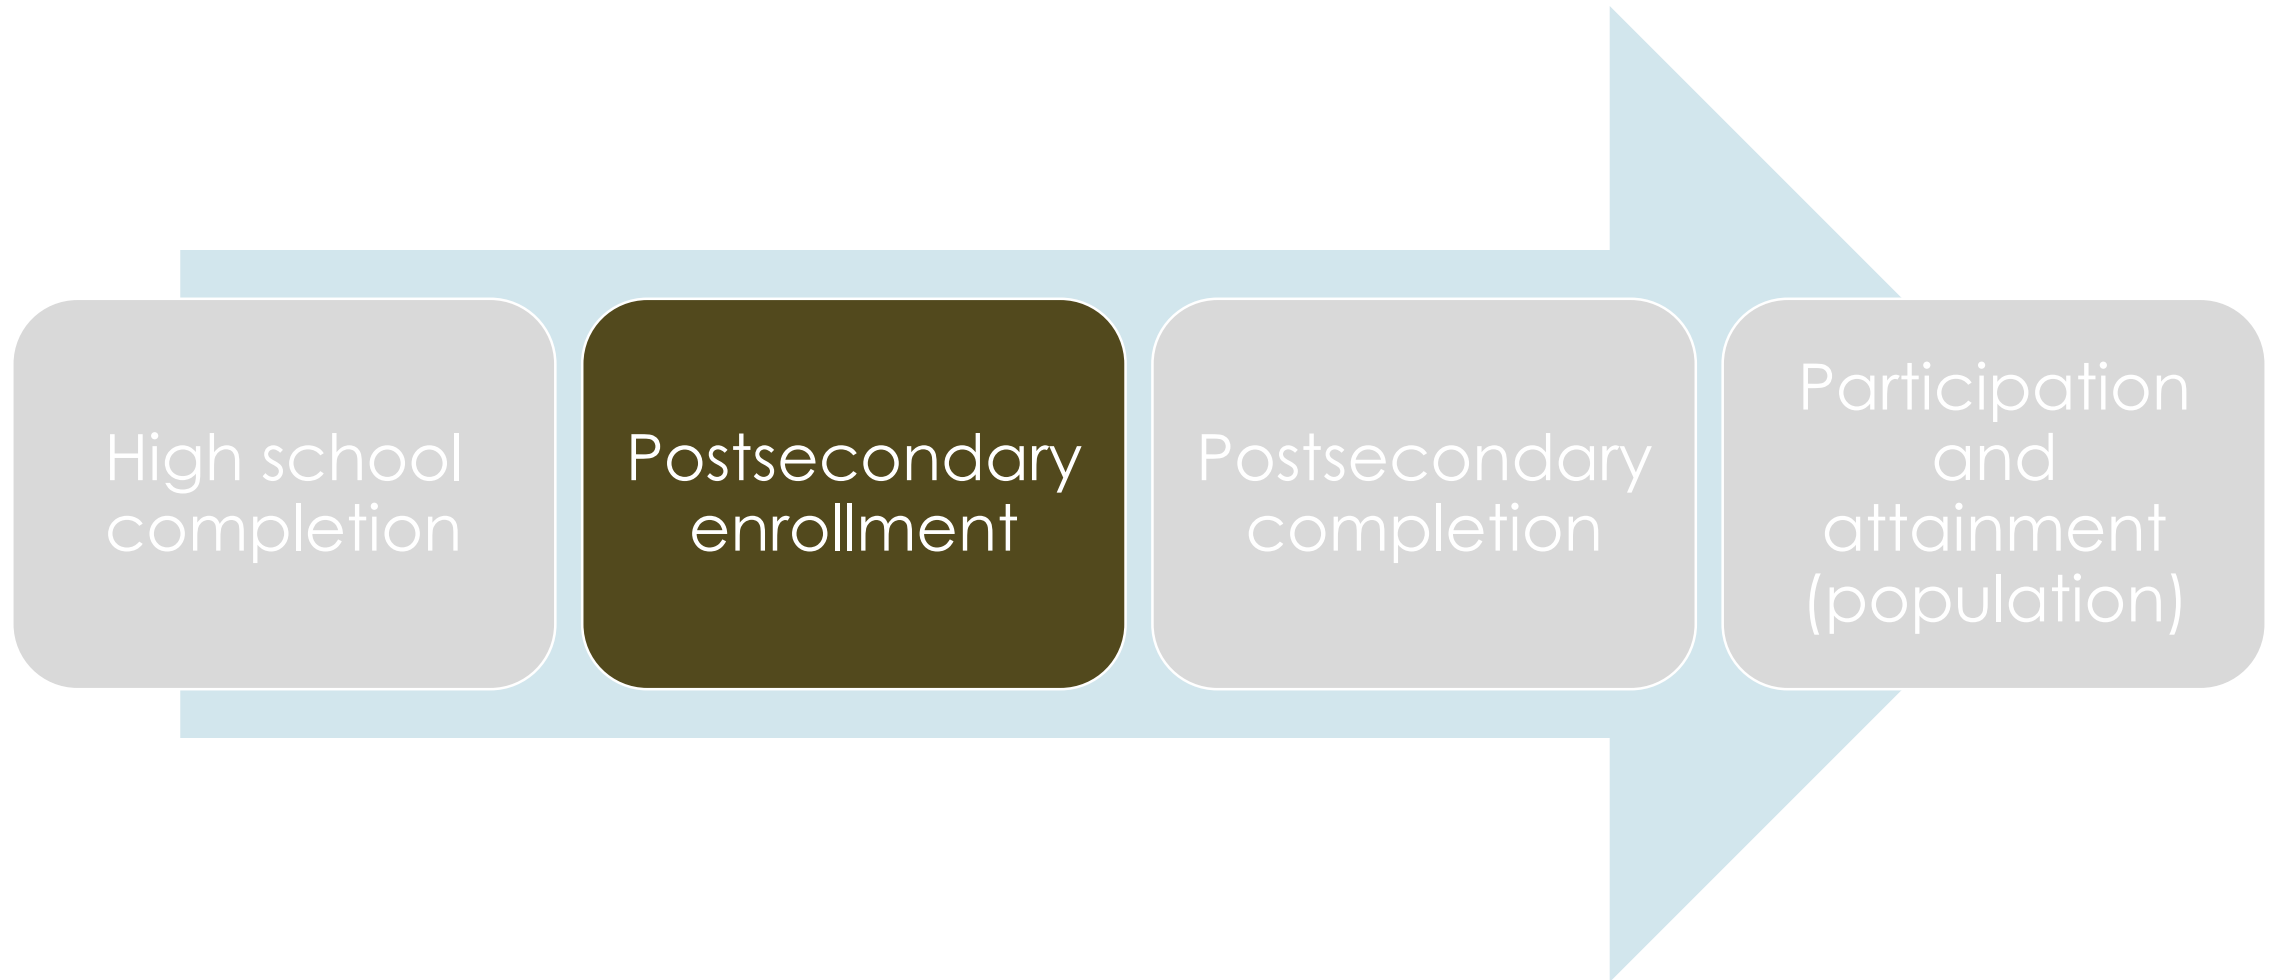 High school
completion
Postsecondary
enrollment
Postsecondary
completion
Participation
and
attainment
(population)